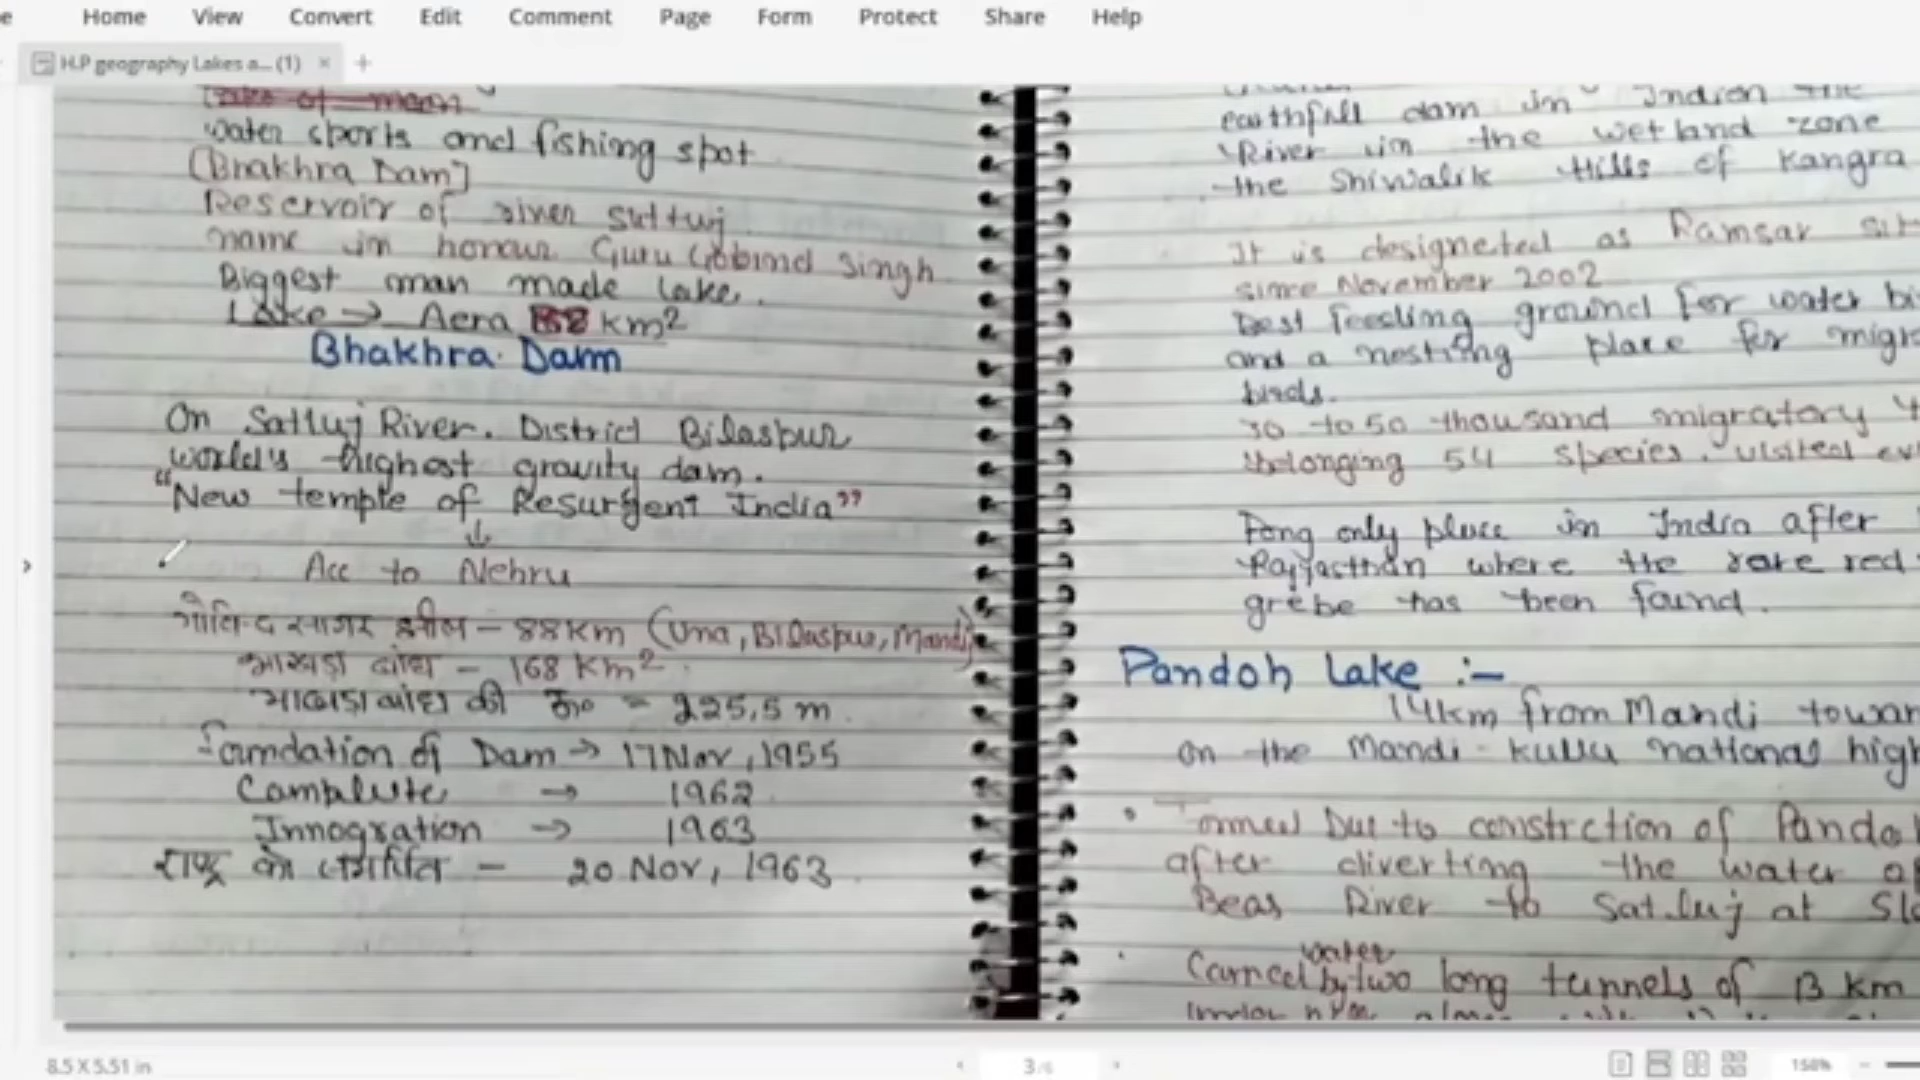 Home View Convert Edit Comment Page Form Protect Share Help
H.P geography Lakes a... (1)
water sports and fishing spot
[Bhakhra Dam]
Reservoir of river Suttuj
name in honour Guru Gobind Singh
Biggest man made lake.
Lake → Aera km²
Bhakhra Dam
On Satluj River. District Bilaspur
world's highest gravity dam.
"New temple of Resurgent India"
↓
Acc to Nehru
गोविन्द सागर झील – 88 km (Una, Bilaspur, Mandi)
भाखड़ा बांध – 168 km².
भाखड़ा बांध की ऊं० = 225.5 m.
Foundation of Dam → 17 Nov, 1955
Complete → 1962
Innogration → 1963
राष्ट्र को समर्पित – 20 Nov, 1963
earthfill dam in Indian the
River in the wetland zone
the Shiwalik Hills of Kangra
It is designeted as Ramsar
since November 2002
Best feeding ground for water
and a nesting place for
birds.
30 to 50 thousand migratory
belonging 54 species. visited
Pong only place in India after
Rajasthan where the rare red
grebe has been found.
Pandoh Lake :–
14km from Mandi
on the Mandi-kullu national
Formed Due to constrction of
after diverting the water
Beas River to Satluj at
water
Carried by two long tunnels of 13 km
8.5 X 5.51 in
3/6
150%